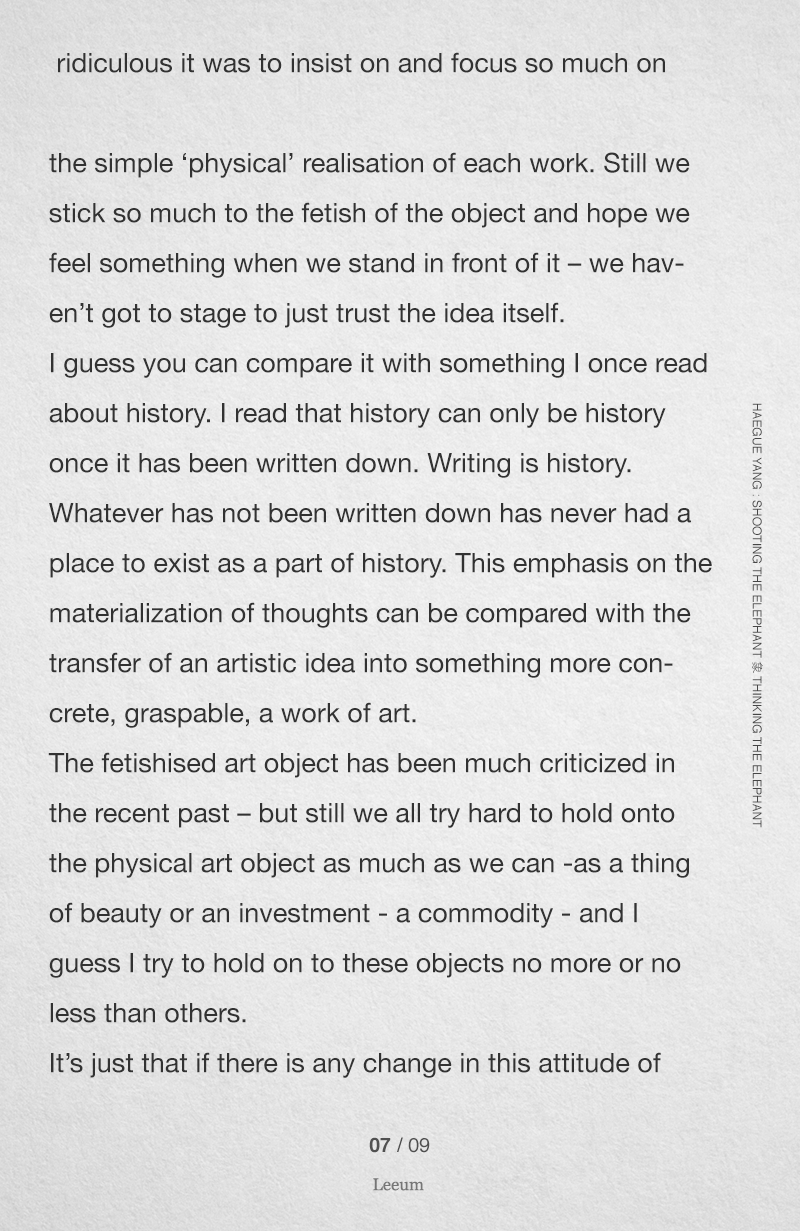 ridiculous it was to insist on and focus so much on
the simple ‘physical’ realisation of each work. Still we
stick so much to the fetish of the object and hope we
feel something when we stand in front of it – we hav-
en’t got to stage to just trust the idea itself.
I guess you can compare it with something I once read
about history. I read that history can only be history
once it has been written down. Writing is history.
Whatever has not been written down has never had a
place to exist as a part of history. This emphasis on the
materialization of thoughts can be compared with the
transfer of an artistic idea into something more con-
crete, graspable, a work of art.
The fetishised art object has been much criticized in
the recent past – but still we all try hard to hold onto
the physical art object as much as we can -as a thing
of beauty or an investment - a commodity - and I
guess I try to hold on to these objects no more or no
less than others.
It’s just that if there is any change in this attitude of
HAEGUE YANG : SHOOTING THE ELEPHANT 象 THINKING THE ELEPHANT
07 / 09
Leeum